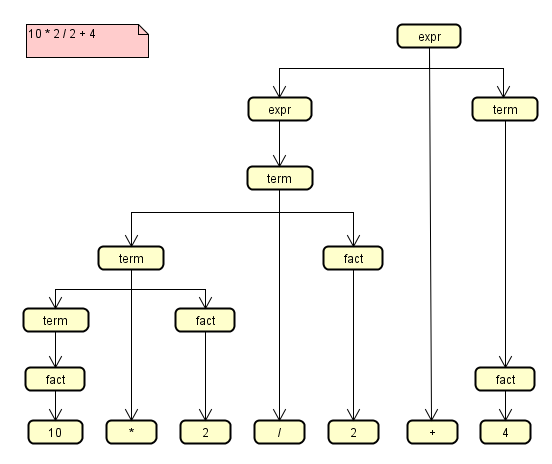 10 * 2 / 2 + 4
expr
expr
term
term
term
fact
term
fact
fact
fact
10
*
2
/
2
+
4